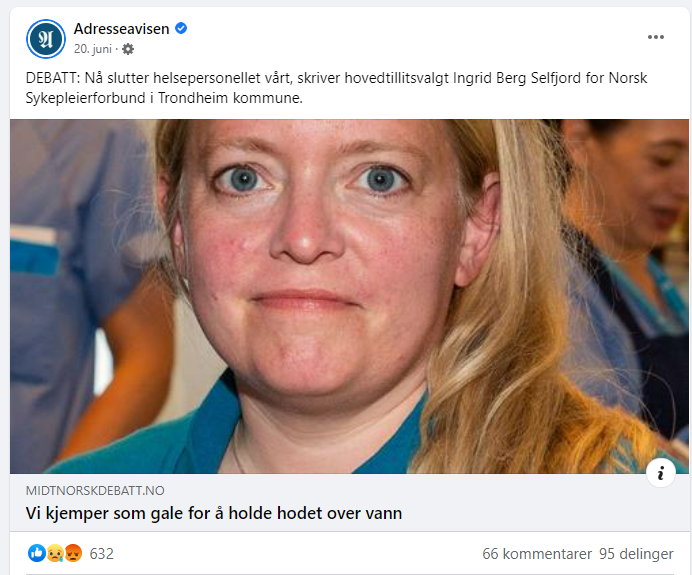 Adresseavisen
20. juni ·
DEBATT: Nå slutter helsepersonellet vårt, skriver hovedtillitsvalgt Ingrid Berg Selfjord for Norsk
Sykepleierforbund i Trondheim kommune.
MIDTNORSKDEBATT.NO
Vi kjemper som gale for å holde hodet over vann
632
66 kommentarer 95 delinger